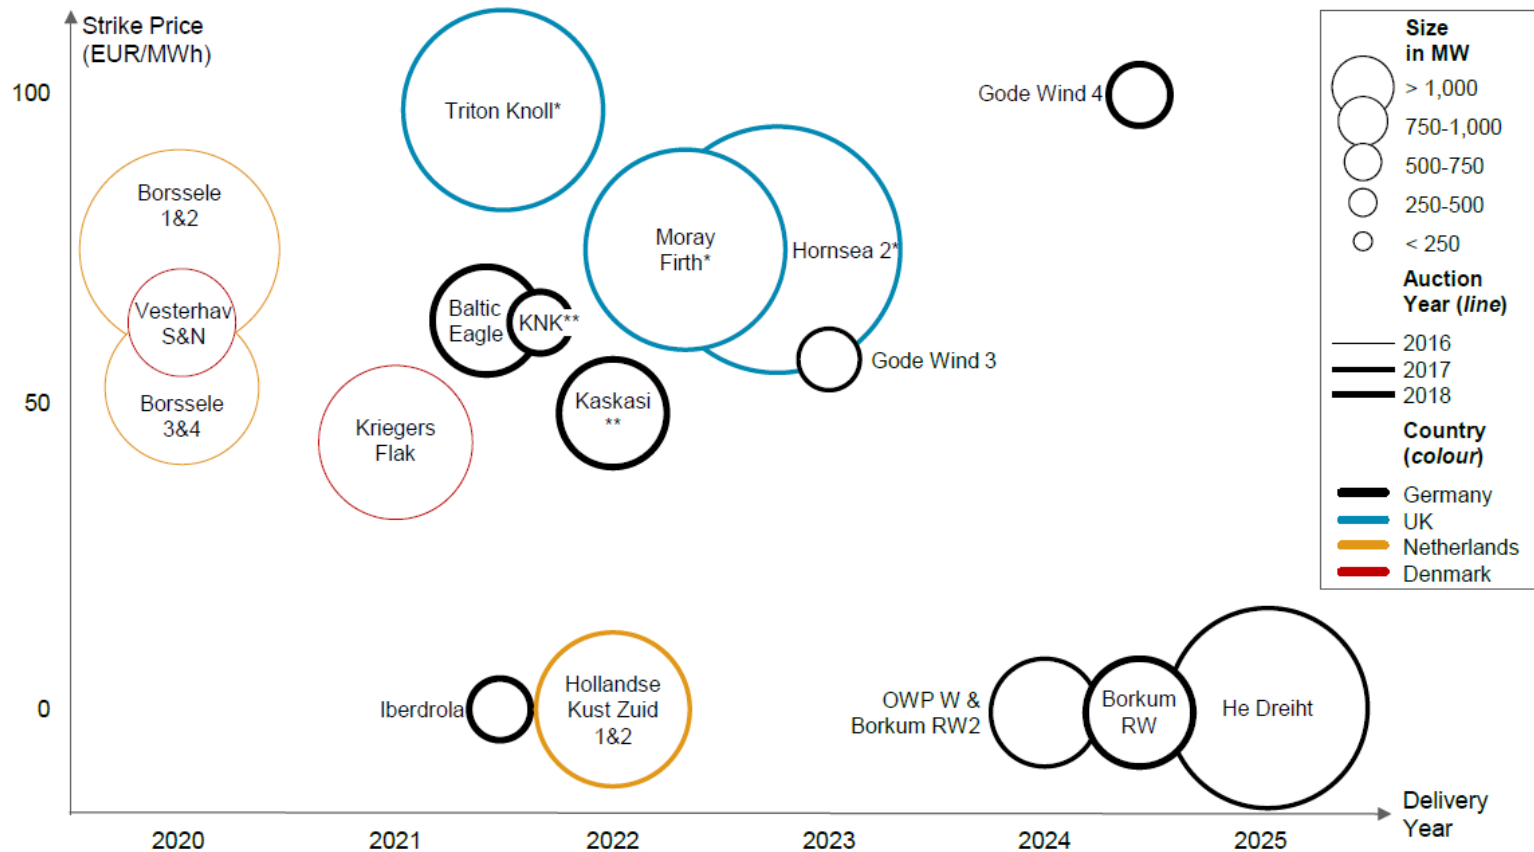 Strike Price
(EUR/MWh)
100
50
0
Triton Knoll*
Gode Wind 4
Borssele
1&2
Moray
Firth*
Hornsea 2*
Vesterhav
S&N
Baltic
Eagle
KNK**
Gode Wind 3
Borssele
3&4
Kriegers
Flak
Kaskasi
**
Iberdrola
Hollandse
Kust Zuid
1&2
OWP W &
Borkum RW2
Borkum
RW
He Dreiht
2020
2021
2022
2023
2024
2025
Delivery
Year
Size
in MW
> 1,000
750-1,000
500-750
250-500
< 250
Auction
Year (line)
2016
2017
2018
Country
(colour)
Germany
UK
Netherlands
Denmark